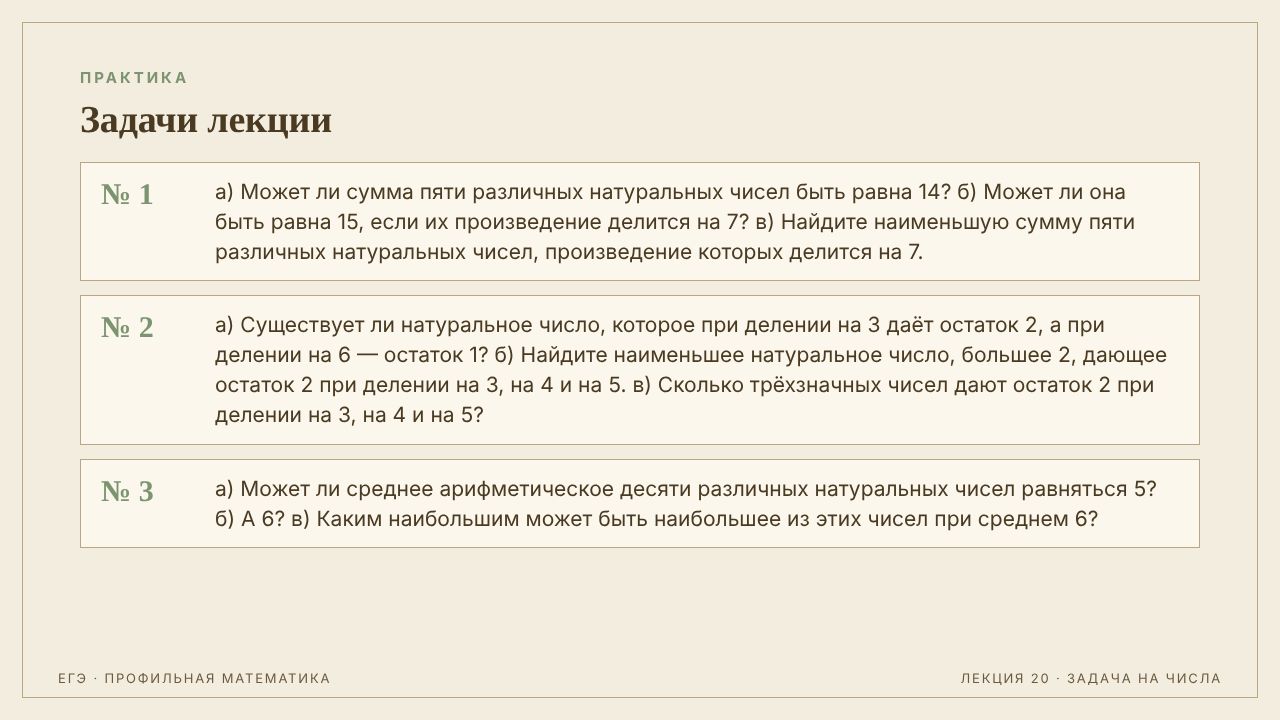 ПРАКТИКА
Задачи лекции
№ 1
а) Может ли сумма пяти различных натуральных чисел быть равна 14? б) Может ли она
быть равна 15, если их произведение делится на 7? в) Найдите наименьшую сумму пяти
различных натуральных чисел, произведение которых делится на 7.
№ 2
а) Существует ли натуральное число, которое при делении на 3 даёт остаток 2, а при
делении на 6 — остаток 1? б) Найдите наименьшее натуральное число, большее 2, дающее
остаток 2 при делении на 3, на 4 и на 5. в) Сколько трёхзначных чисел дают остаток 2 при
делении на 3, на 4 и на 5?
№ 3
а) Может ли среднее арифметическое десяти различных натуральных чисел равняться 5?
б) А 6? в) Каким наибольшим может быть наибольшее из этих чисел при среднем 6?
ЕГЭ · ПРОФИЛЬНАЯ МАТЕМАТИКА
ЛЕКЦИЯ 20 · ЗАДАЧА НА ЧИСЛА